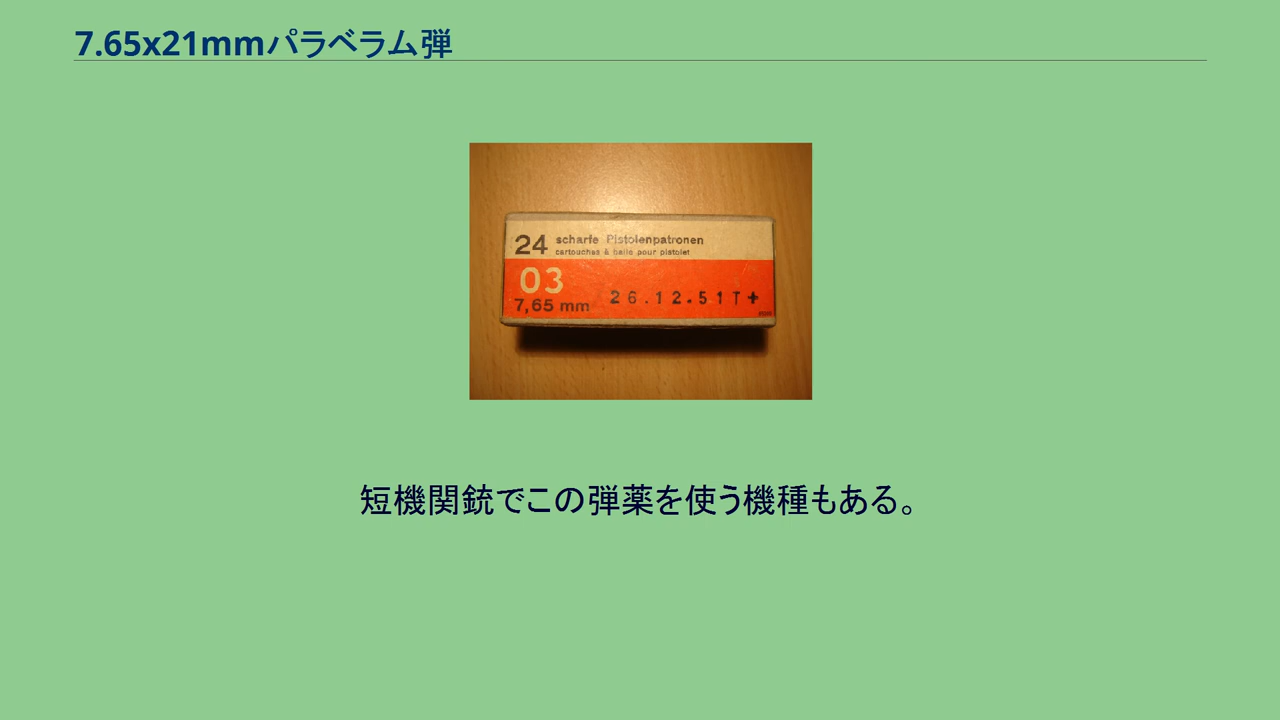 7.65x21mmパラベラム弾
24 scharfe Pistolenpatronen
cartouches à balle pour pistolet
03
7,65 mm 26.12.51T+
短機関銃でこの弾薬を使う機種もある。